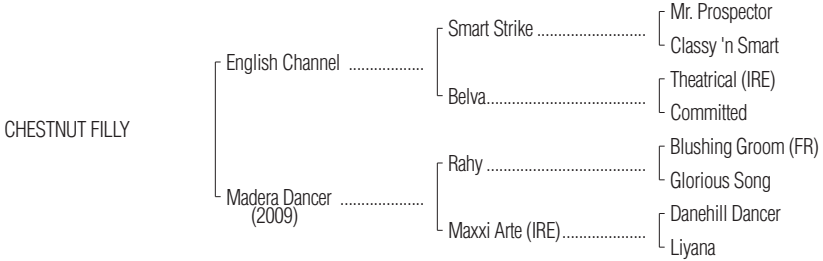 Mr. Prospector
Smart Strike ..........................
Classy 'n Smart
English Channel ..................
Theatrical (IRE)
Belva......................................
Committed
CHESTNUT FILLY
Blushing Groom (FR)
Rahy ......................................
Glorious Song
Madera Dancer ....................
(2009)
Danehill Dancer
Maxxi Arte (IRE)....................
Liyana